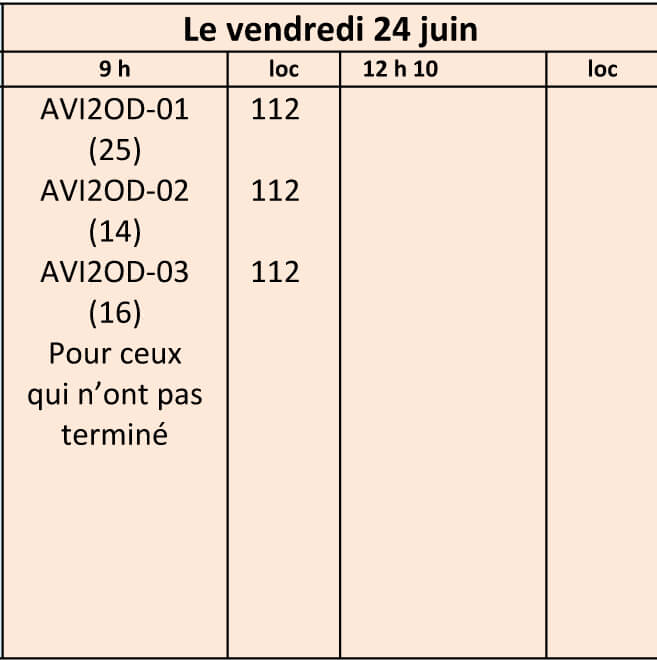 Le vendredi 24 juin
9 h loc 12 h 10 loc
AVI2OD-01 112
(25)
AVI2OD-02 112
(14)
AVI2OD-03 112
(16)
Pour ceux
qui n’ont pas
terminé